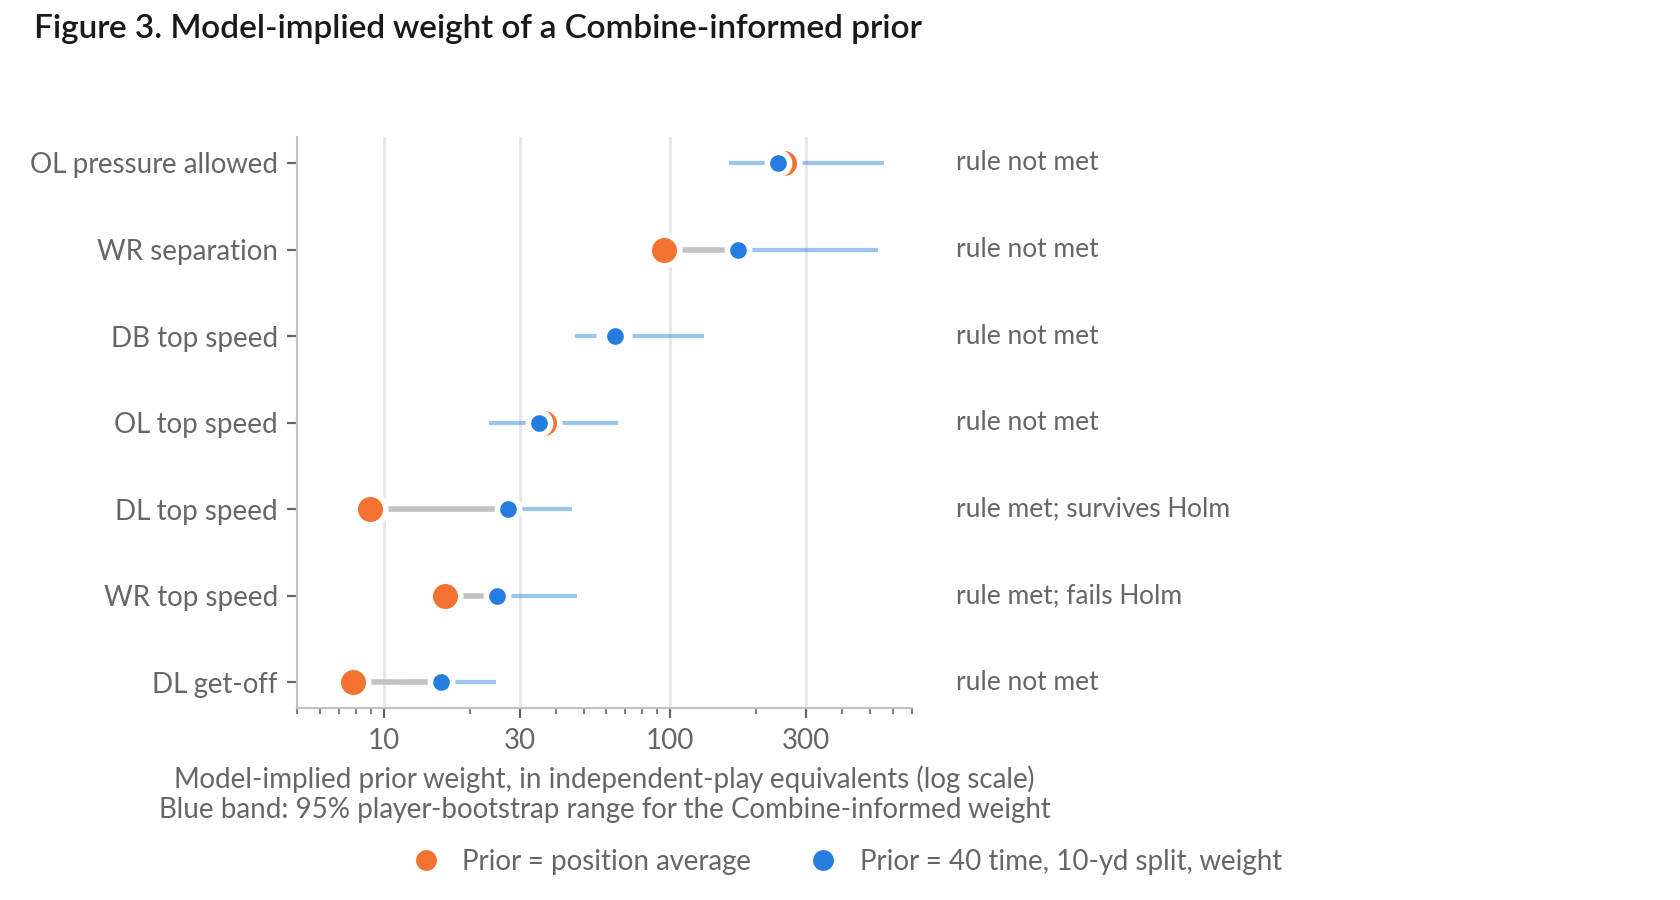 Figure 3. Model-implied weight of a Combine-informed prior
OL pressure allowed rule not met
WR separation rule not met
DB top speed rule not met
OL top speed rule not met
DL top speed rule met; survives Holm
WR top speed rule met; fails Holm
DL get-off rule not met
10 30 100 300
Model-implied prior weight, in independent-play equivalents (log scale)
Blue band: 95% player-bootstrap range for the Combine-informed weight
Prior = position average Prior = 40 time, 10-yd split, weight